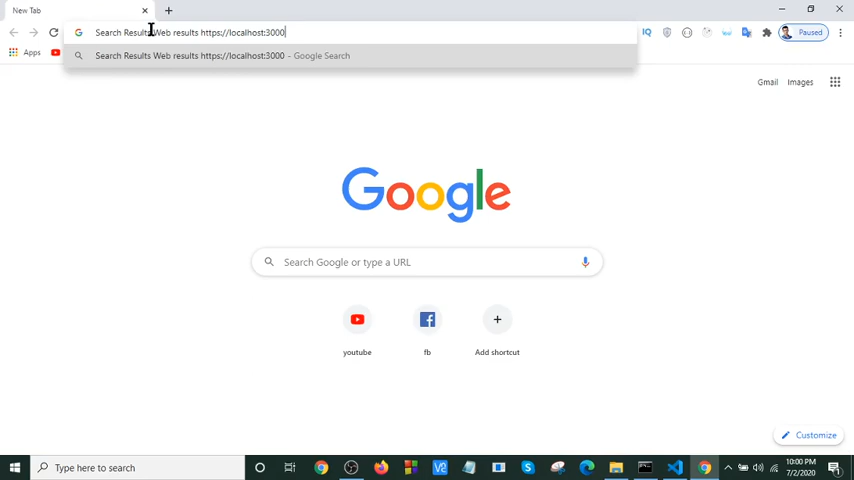 New Tab
Search Results Web results https://localhost:3000
Paused
Apps
Search Results Web results https://localhost:3000 - Google Search
Gmail Images
Google
Search Google or type a URL
youtube fb Add shortcut
Customize
Type here to search
10:00 PM
7/2/2020